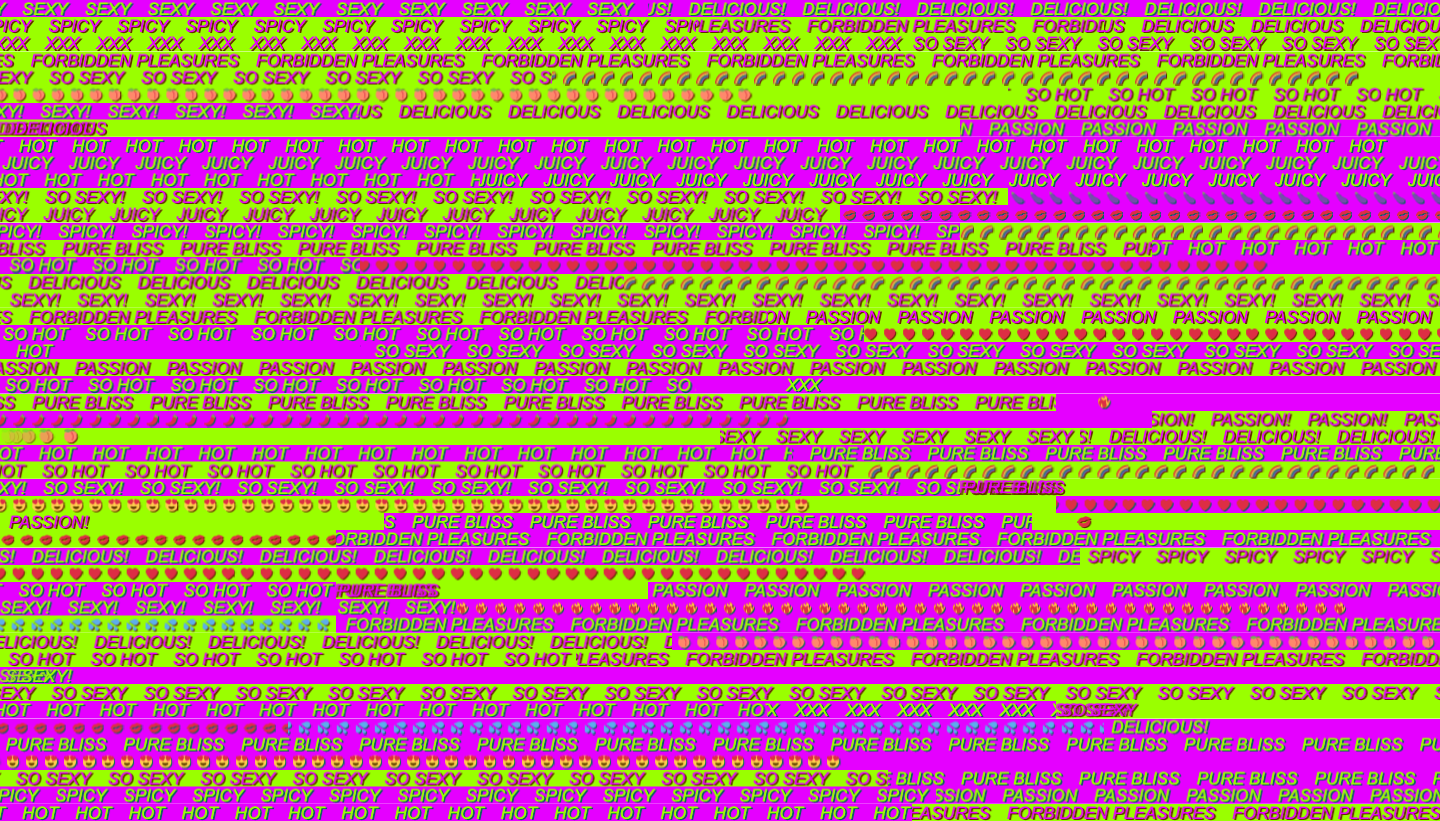 SEXY SEXY SEXY SEXY SEXY SEXY SEXY SEXY SEXY SEXY DELICIOUS! DELICIOUS! DELICIOUS! DELICIOUS! DELICIOUS! DELICIOUS!
SPICY SPICY SPICY SPICY SPICY SPICY SPICY SPICY SPICY PLEASURES FORBIDDEN PLEASURES DELICIOUS DELICIOUS
XXX XXX XXX XXX XXX XXX XXX XXX XXX XXX XXX XXX XXX XXX XXX XXX XXX SO SEXY SO SEXY SO SEXY SO SEXY SO SEXY
FORBIDDEN PLEASURES FORBIDDEN PLEASURES FORBIDDEN PLEASURES FORBIDDEN PLEASURES FORBIDDEN PLEASURES FORBIDDEN PLEASURES
SO SEXY SO SEXY SO SEXY SO SEXY SO SEXY SO
SO HOT SO HOT SO HOT SO HOT SO HOT
SEXY! SEXY! SEXY! SEXY! SEXY! DELICIOUS DELICIOUS DELICIOUS DELICIOUS DELICIOUS DELICIOUS DELICIOUS DELICIOUS DELICIOUS
DELICIOUS PASSION PASSION PASSION PASSION PASSION
HOT HOT HOT HOT HOT HOT HOT HOT HOT HOT HOT HOT HOT HOT HOT HOT HOT HOT HOT HOT HOT HOT HOT HOT HOT HOT
JUICY JUICY JUICY JUICY JUICY JUICY JUICY JUICY JUICY JUICY JUICY JUICY JUICY JUICY JUICY JUICY JUICY JUICY JUICY
HOT HOT HOT HOT HOT HOT HOT HOT HOT JUICY JUICY JUICY JUICY JUICY JUICY JUICY JUICY JUICY JUICY JUICY JUICY
SO SEXY! SO SEXY! SO SEXY! SO SEXY! SO SEXY! SO SEXY! SO SEXY! SO SEXY! SO SEXY! SO SEXY!
JUICY JUICY JUICY JUICY JUICY JUICY JUICY JUICY JUICY JUICY JUICY
SPICY! SPICY! SPICY! SPICY! SPICY! SPICY! SPICY! SPICY! SPICY! SPICY! SPICY! SPICY!
BLISS PURE BLISS PURE BLISS PURE BLISS PURE BLISS PURE BLISS PURE BLISS PURE BLISS PURE BLISS PURE BLISS HOT HOT HOT HOT HOT
SO HOT SO HOT SO HOT SO HOT
DELICIOUS DELICIOUS DELICIOUS DELICIOUS DELICIOUS
SEXY! SEXY! SEXY! SEXY! SEXY! SEXY! SEXY! SEXY! SEXY! SEXY! SEXY! SEXY! SEXY! SEXY! SEXY! SEXY! SEXY! SEXY! SEXY! SEXY! SEXY!
FORBIDDEN PLEASURES FORBIDDEN PLEASURES FORBIDDEN PLEASURES PASSION PASSION PASSION PASSION PASSION PASSION PASSION
SO HOT SO HOT SO HOT SO HOT SO HOT SO HOT SO HOT SO HOT SO HOT SO HOT SO
HOT SO SEXY SO SEXY SO SEXY SO SEXY SO SEXY SO SEXY SO SEXY SO SEXY SO SEXY SO SEXY SO SEXY
PASSION PASSION PASSION PASSION PASSION PASSION PASSION PASSION PASSION PASSION PASSION PASSION PASSION PASSION PASSION
SO HOT SO HOT SO HOT SO HOT SO HOT SO HOT SO HOT SO HOT SO XXX
PURE BLISS PURE BLISS PURE BLISS PURE BLISS PURE BLISS PURE BLISS PURE BLISS PURE BLISS PURE
PASSION! PASSION!
SEXY SEXY SEXY SEXY SEXY SEXY DELICIOUS! DELICIOUS! DELICIOUS!
HOT HOT HOT HOT HOT HOT HOT HOT HOT HOT HOT HOT HOT HOT PURE BLISS PURE BLISS PURE BLISS PURE BLISS PURE BLISS
SO HOT SO HOT SO HOT SO HOT SO HOT SO HOT SO HOT SO HOT SO HOT SO HOT
SO SEXY! SO SEXY! SO SEXY! SO SEXY! SO SEXY! SO SEXY! SO SEXY! SO SEXY! SO SEXY! PURE BLISS
PASSION! PURE BLISS PURE BLISS PURE BLISS PURE BLISS PURE BLISS
FORBIDDEN PLEASURES FORBIDDEN PLEASURES FORBIDDEN PLEASURES FORBIDDEN PLEASURES FORBIDDEN PLEASURES
DELICIOUS! DELICIOUS! DELICIOUS! DELICIOUS! DELICIOUS! DELICIOUS! DELICIOUS! DELICIOUS! DELICIOUS! SPICY SPICY SPICY SPICY
SO HOT SO HOT SO HOT SO HOT PURE BLISS PASSION PASSION PASSION PASSION PASSION PASSION PASSION PASSION
SEXY! SEXY! SEXY! SEXY! SEXY! SEXY! SEXY!
FORBIDDEN PLEASURES FORBIDDEN PLEASURES FORBIDDEN PLEASURES FORBIDDEN PLEASURES FORBIDDEN
DELICIOUS! DELICIOUS! DELICIOUS! DELICIOUS! DELICIOUS!
SO HOT SO HOT SO HOT SO HOT SO HOT SO HOT SO HOT FORBIDDEN PLEASURES FORBIDDEN PLEASURES FORBIDDEN PLEASURES
SEXY!
SO SEXY SO SEXY SO SEXY SO SEXY SO SEXY SO SEXY SO SEXY SO SEXY SO SEXY SO SEXY SO SEXY SO SEXY SO SEXY SO SEXY SO SEXY
HOT HOT HOT HOT HOT HOT HOT HOT HOT HOT HOT HOT HOT HOT XXX XXX XXX XXX XXX SO SEXY
DELICIOUS!
PURE BLISS PURE BLISS PURE BLISS PURE BLISS PURE BLISS PURE BLISS PURE BLISS PURE BLISS PURE BLISS PURE BLISS PURE BLISS PURE BLISS
SO SEXY SO SEXY SO SEXY SO SEXY SO SEXY SO SEXY SO SEXY SO SEXY SO SEXY BLISS PURE BLISS PURE BLISS PURE BLISS PURE BLISS
SPICY SPICY SPICY SPICY SPICY SPICY SPICY SPICY SPICY SPICY SPICY SPICY SPICY PASSION PASSION PASSION PASSION PASSION
HOT HOT HOT HOT HOT HOT HOT HOT HOT HOT HOT HOT HOT HOT HOT HOT HOT FORBIDDEN PLEASURES FORBIDDEN PLEASURES